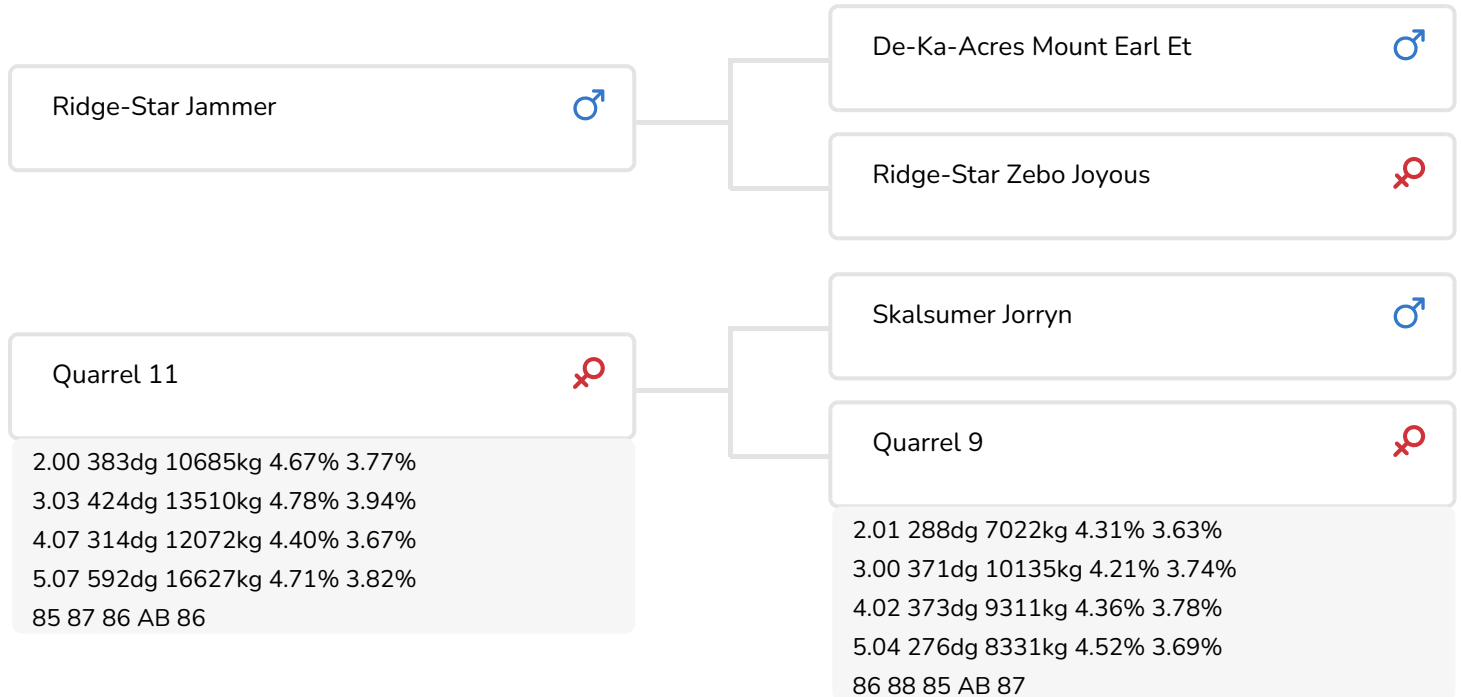 De-Ka-Acres Mount Earl Et
Ridge-Star Jammer
Ridge-Star Zebo Joyous
Skalsumer Jorryn
Quarrel 11
2.00 383dg 10685kg 4.67% 3.77%
3.03 424dg 13510kg 4.78% 3.94%
4.07 314dg 12072kg 4.40% 3.67%
5.07 592dg 16627kg 4.71% 3.82%
85 87 86 AB 86
Quarrel 9
2.01 288dg 7022kg 4.31% 3.63%
3.00 371dg 10135kg 4.21% 3.74%
4.02 373dg 9311kg 4.36% 3.78%
5.04 276dg 8331kg 4.52% 3.69%
86 88 85 AB 87